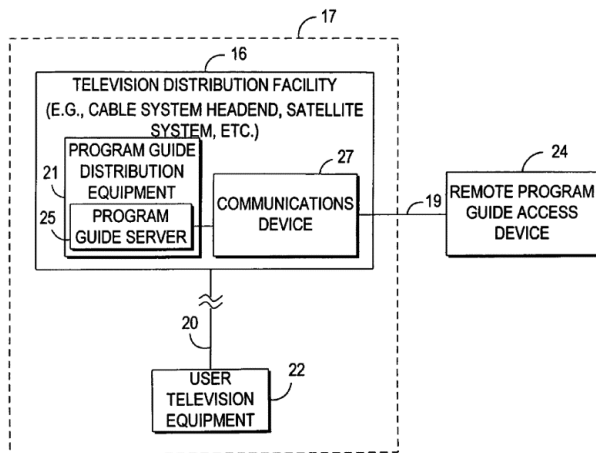 17
16
TELEVISION DISTRIBUTION FACILITY
(E.G., CABLE SYSTEM HEADEND, SATELLITE
SYSTEM, ETC.)
21
PROGRAM GUIDE
DISTRIBUTION
EQUIPMENT
25
PROGRAM
GUIDE SERVER
27
COMMUNICATIONS
DEVICE
19
24
REMOTE PROGRAM
GUIDE ACCESS
DEVICE
20
22
USER
TELEVISION
EQUIPMENT